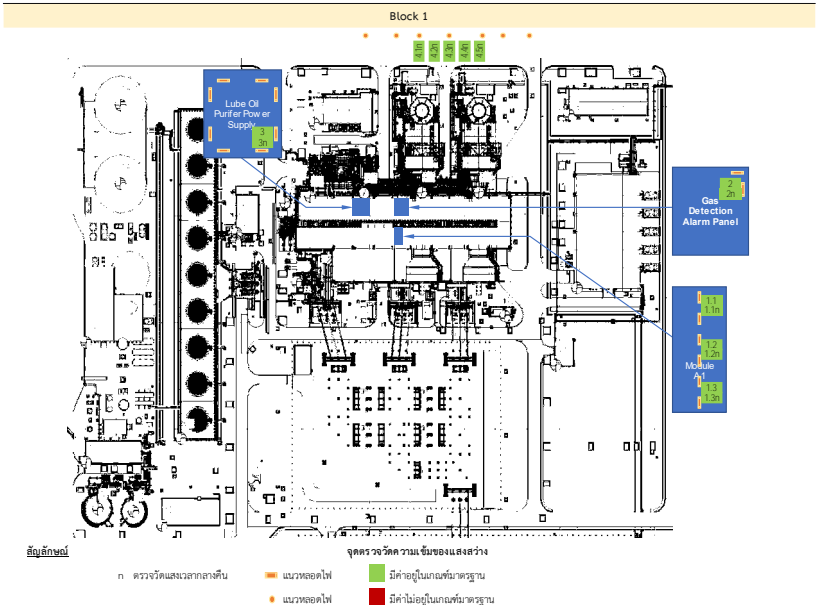 Block 1
4.1n
4.2n
4.3n
4.4n
4.5n
Lube Oil
Purifer Power
Supply
3
3n
2
2n
Gas
Detection
Alarm Panel
1.1
1.1n
1.2
1.2n
Module
A-1
1.3
1.3n
สัญลักษณ์
จุดตรวจวัดความเข้มของแสงสว่าง
n ตรวจวัดแสงเวลากลางคืน
แนวหลอดไฟ
มีค่าอยู่ในเกณฑ์มาตรฐาน
แนวหลอดไฟ
มีค่าไม่อยู่ในเกณฑ์มาตรฐาน